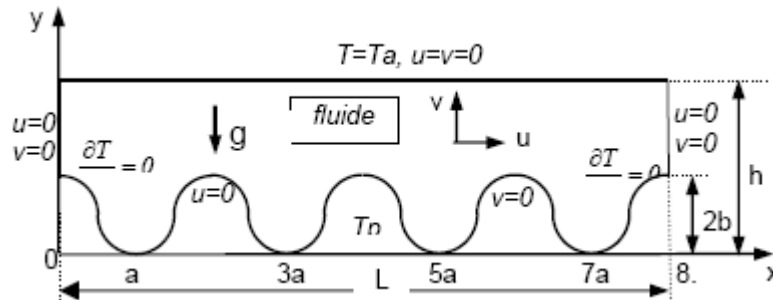 y
T=Ta, u=v=0
fluide
v
u
g
u=0
v=0
∂T = 0
u=0
v=0
∂T = 0
u=0
v=0
h
2b
Tp
0
a
3a
5a
7a
8.
x
L